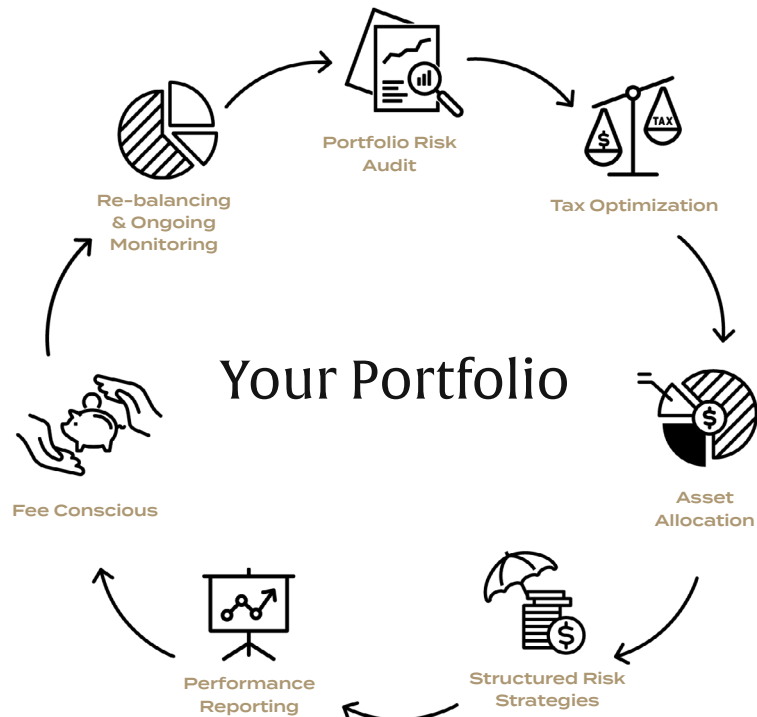 Portfolio Risk
Audit
TAX
$
Tax Optimization
Re-balancing
& Ongoing
Monitoring
Your Portfolio
$
Asset
Allocation
Fee Conscious
$
Structured Risk
Strategies
Performance
Reporting